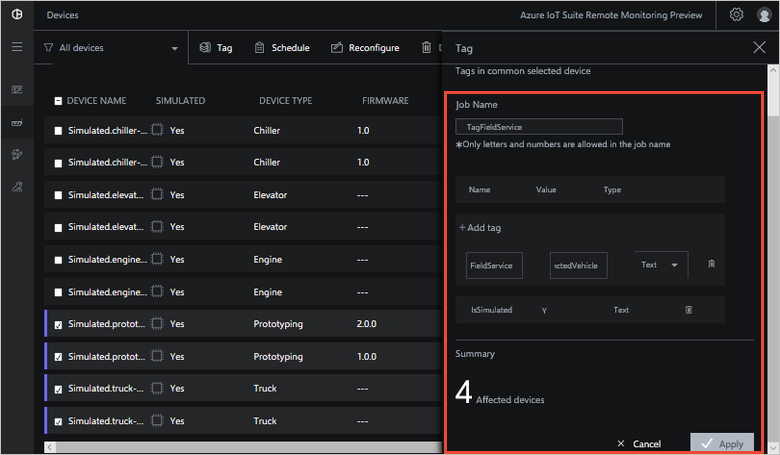 Devices
Azure IoT Suite Remote Monitoring Preview
All devices
Tag
Schedule
Reconfigure
Tag
Tags in common selected device
DEVICE NAME SIMULATED DEVICE TYPE FIRMWARE
Simulated.chiller-... Yes Chiller 1.0
Simulated.chiller-... Yes Chiller 1.0
Simulated.elevat... Yes Elevator ---
Simulated.elevat... Yes Elevator ---
Simulated.engine... Yes Engine ---
Simulated.engine... Yes Engine ---
Simulated.protot... Yes Prototyping 2.0.0
Simulated.protot... Yes Prototyping 1.0.0
Simulated.truck-... Yes Truck ---
Simulated.truck-... Yes Truck ---
Job Name
TagFieldService
*Only letters and numbers are allowed in the job name
Name Value Type
+ Add tag
FieldService ctedVehicle Text
IsSimulated Y Text
Summary
4 Affected devices
Cancel
Apply